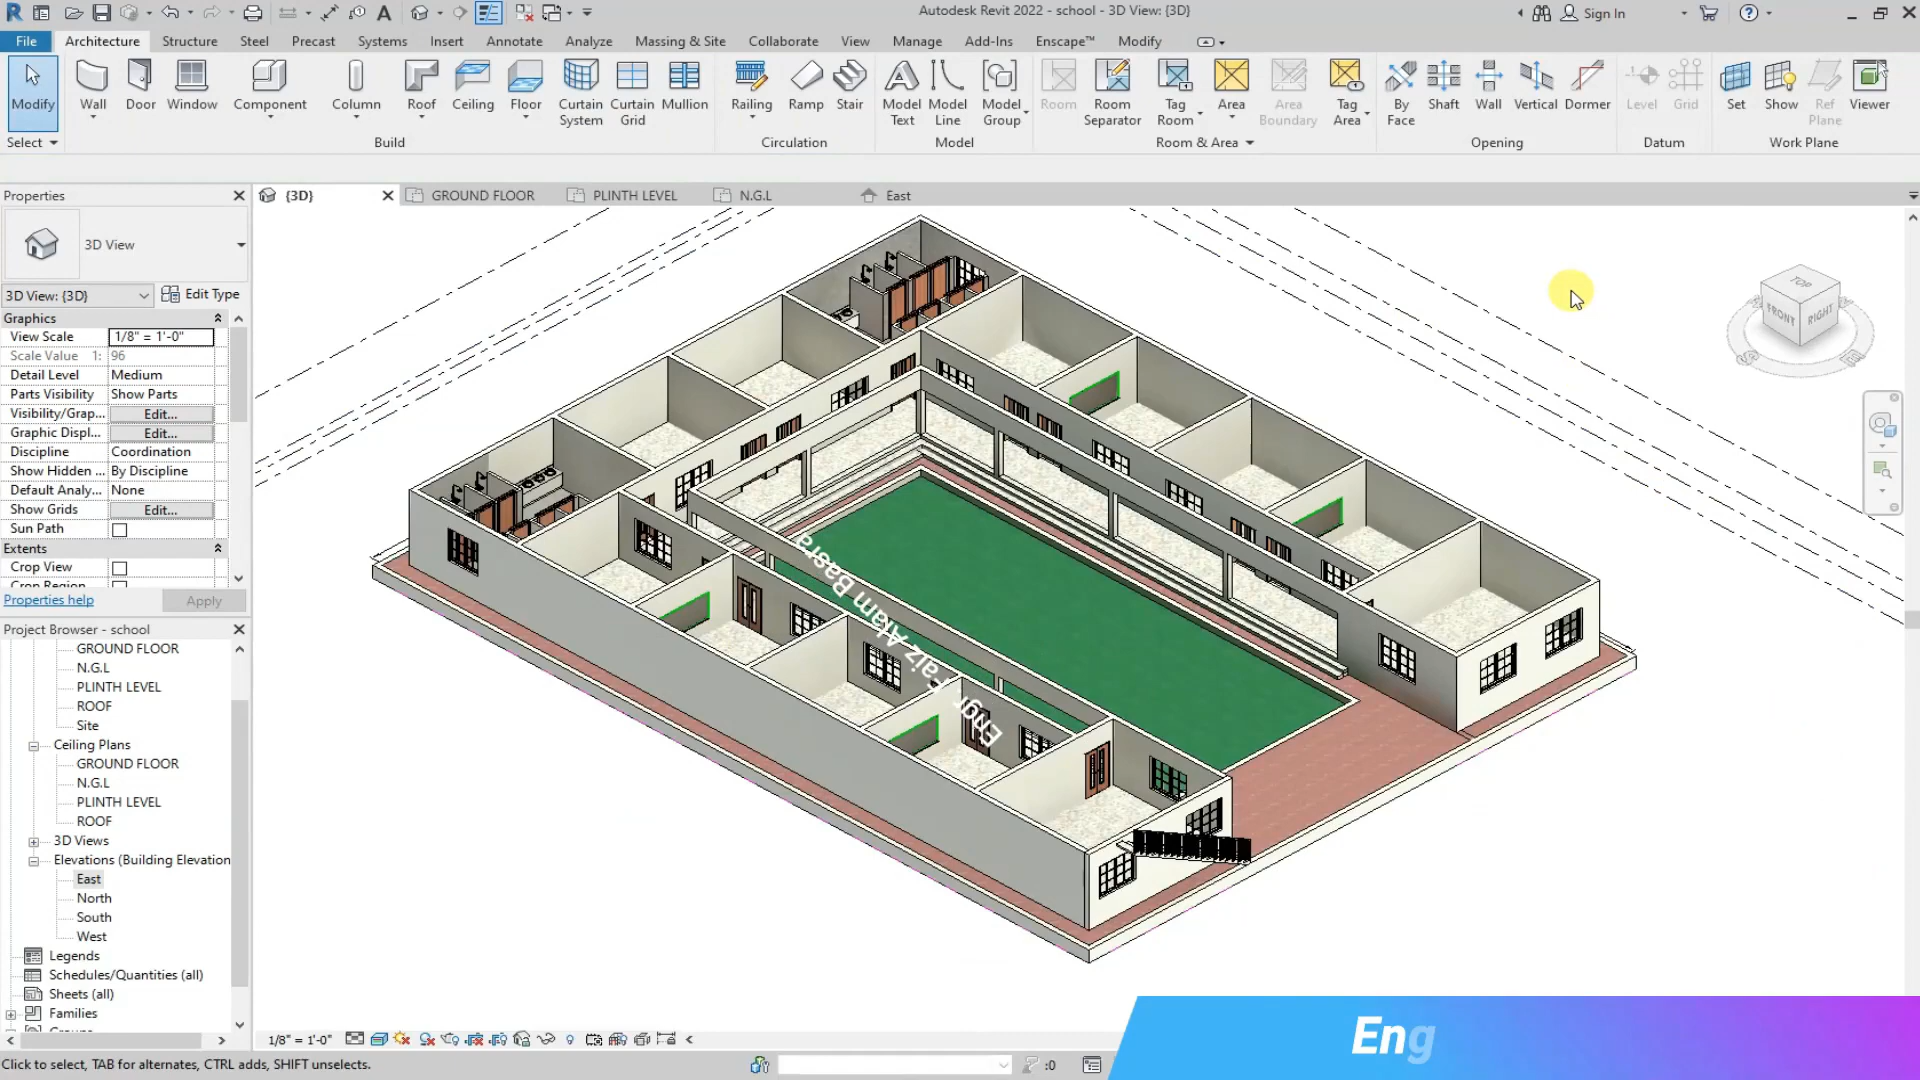 Autodesk Revit 2022 - school - 3D View: {3D}
Sign In
File Architecture Structure Steel Precast Systems Insert Annotate Analyze Massing & Site Collaborate View Manage Add-Ins Enscape™ Modify
Modify
Wall
Door
Window
Component
Column
Roof
Ceiling
Floor
Curtain System
Curtain Grid
Mullion
Railing
Ramp
Stair
Model Text
Model Line
Model Group
Room
Room Separator
Tag Room
Area
Area Boundary
Tag Area
By Face
Shaft
Wall
Vertical
Dormer
Level
Grid
Set
Show
Ref Plane
Viewer
Select
Build
Circulation
Model
Room & Area
Opening
Datum
Work Plane
Properties
{3D}
GROUND FLOOR
PLINTH LEVEL
N.G.L
East
3D View
3D View: {3D}
Edit Type
Graphics
View Scale 1/8" = 1'-0"
Scale Value 1: 96
Detail Level Medium
Parts Visibility Show Parts
Visibility/Grap... Edit...
Graphic Displ... Edit...
Discipline Coordination
Show Hidden ... By Discipline
Default Analy... None
Show Grids Edit...
Sun Path
Extents
Crop View
Crop Region
Properties help
Apply
Project Browser - school
GROUND FLOOR
N.G.L
PLINTH LEVEL
ROOF
Site
Ceiling Plans
GROUND FLOOR
N.G.L
PLINTH LEVEL
ROOF
3D Views
Elevations (Building Elevation
East
North
South
West
Legends
Schedules/Quantities (all)
Sheets (all)
Families
TOP
FRONT
RIGHT
S
E
Engr. Faiz Alam Basra
1/8" = 1'-0"
Click to select, TAB for alternates, CTRL adds, SHIFT unselects.
:0
Eng